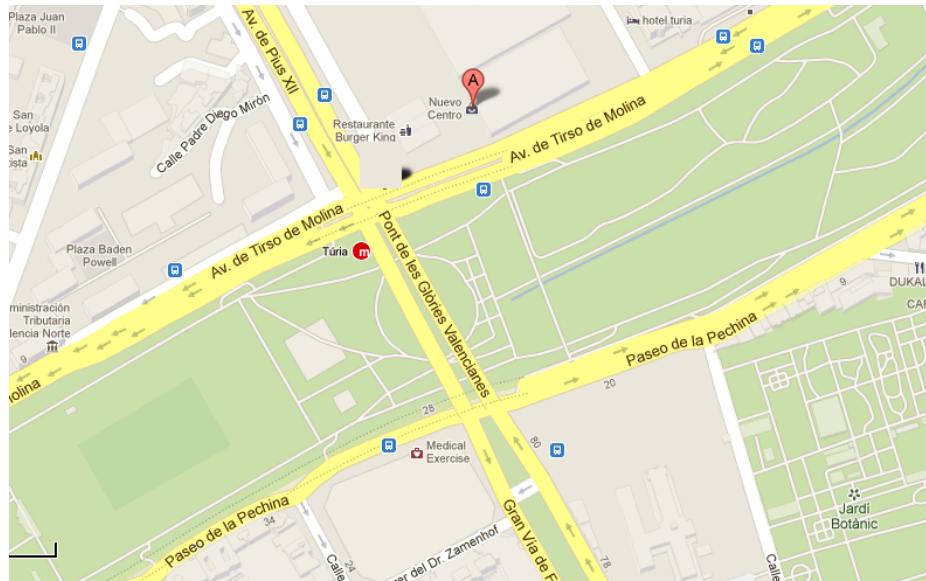 Plaza Juan
Pablo II
hotel turia
Av. de Pius XII
A
Nuevo
Centro
San
e Loyola
Calle Padre Diego Mirón
Restaurante
Burger King
San
tista
Av. de Tirso de Molina
Plaza Baden
Powell
Av. de Tirso de Molina
Túria
m
Pont de les Glòries Valencianes
DUKAL
CAF
9
ministración
Tributaria
lencia Norte
9
Paseo de la Pechina
olina
20
28
Medical
Exercise
80
Jardí
Botànic
Paseo de la Pechina
34
Gran Vía de F
er del Dr. Zamenhof
Calle
24
78
Calle